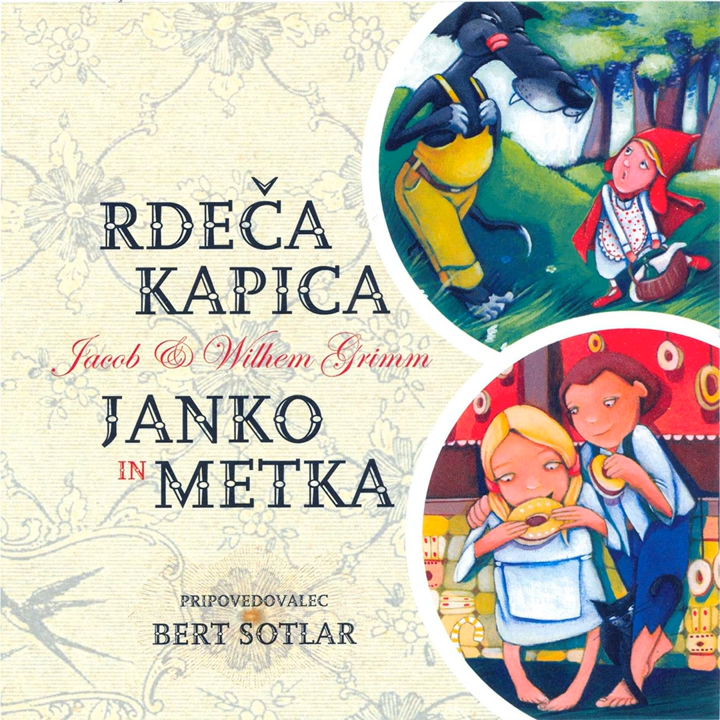 RDEČA
KAPICA
Jacob & Wilhem Grimm
JANKO
IN METKA
PRIPOVEDOVALEC
BERT SOTLAR